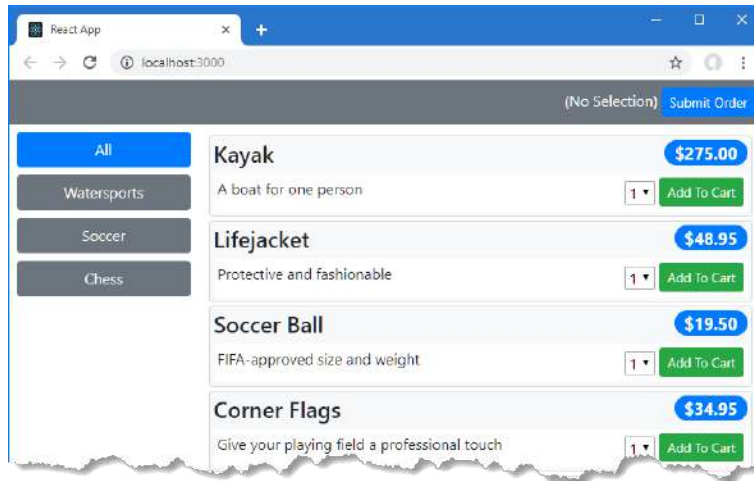 React App
localhost:3000
(No Selection) Submit Order
All
Watersports
Soccer
Chess
Kayak $275.00
A boat for one person 1 Add To Cart
Lifejacket $48.95
Protective and fashionable 1 Add To Cart
Soccer Ball $19.50
FIFA-approved size and weight 1 Add To Cart
Corner Flags $34.95
Give your playing field a professional touch 1 Add To Cart